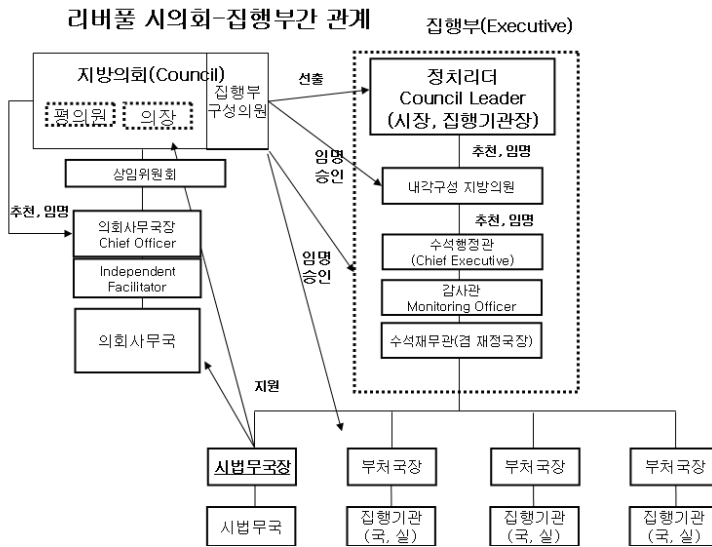 리버풀 시의회-집행부간 관계
집행부(Executive)
지방의회(Council)
평의원
의장
집행부
구성의원
선출
정치리더
Council Leader
(시장, 집행기관장)
추천, 임명
임명
승인
내각구성 지방의원
상임위원회
추천, 임명
추천, 임명
의회사무국장
Chief Officer
수석행정관
(Chief Executive)
임명
승인
Independent
Facilitator
감사관
Monitoring Officer
의회사무국
수석재무관(겸 재정국장)
지원
시법무국장
부처국장
부처국장
부처국장
시법무국
집행기관
(국, 실)
집행기관
(국, 실)
집행기관
(국, 실)